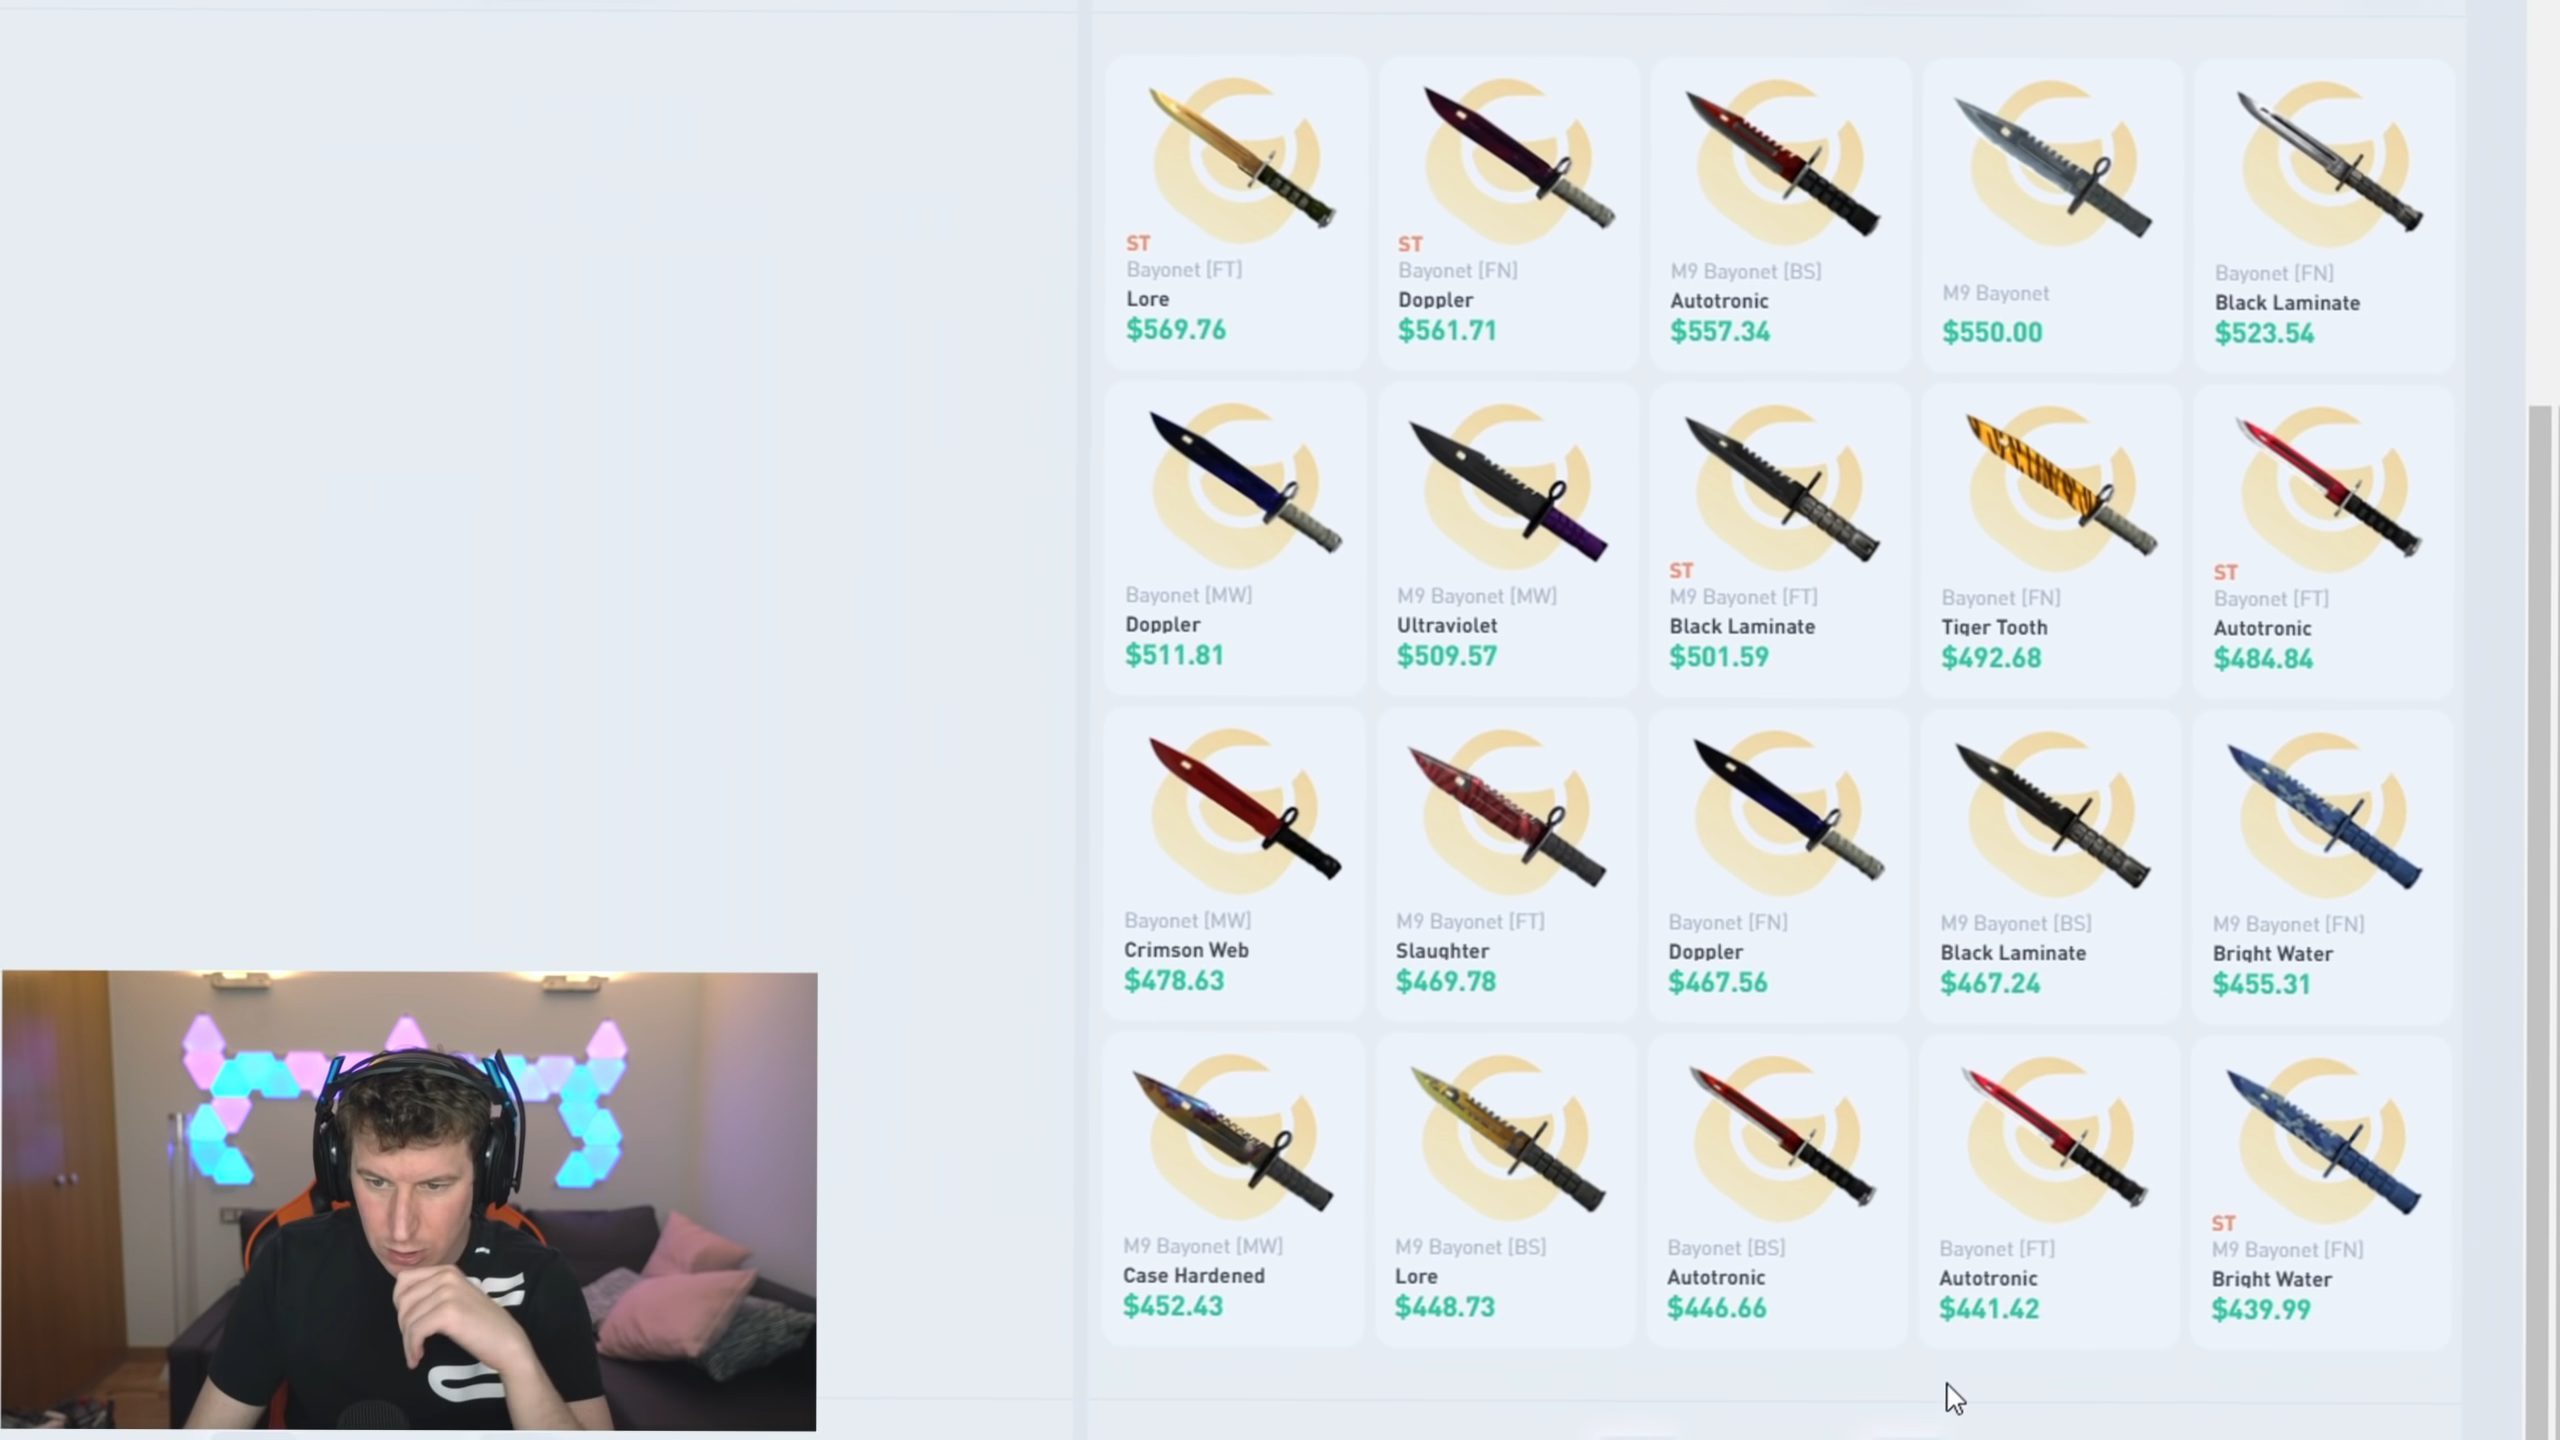 ST
Bayonet [FT]
Lore
$569.76
ST
Bayonet [FN]
Doppler
$561.71
M9 Bayonet [BS]
Autotronic
$557.34
M9 Bayonet
$550.00
Bayonet [FN]
Black Laminate
$523.54
Bayonet [MW]
Doppler
$511.81
M9 Bayonet [MW]
Ultraviolet
$509.57
ST
M9 Bayonet [FT]
Black Laminate
$501.59
Bayonet [FN]
Tiger Tooth
$492.68
ST
Bayonet [FT]
Autotronic
$484.84
Bayonet [MW]
Crimson Web
$478.63
M9 Bayonet [FT]
Slaughter
$469.78
Bayonet [FN]
Doppler
$467.56
M9 Bayonet [BS]
Black Laminate
$467.24
M9 Bayonet [FN]
Bright Water
$455.31
M9 Bayonet [MW]
Case Hardened
$452.43
M9 Bayonet [BS]
Lore
$448.73
Bayonet [BS]
Autotronic
$446.66
Bayonet [FT]
Autotronic
$441.42
ST
M9 Bayonet [FN]
Bright Water
$439.99